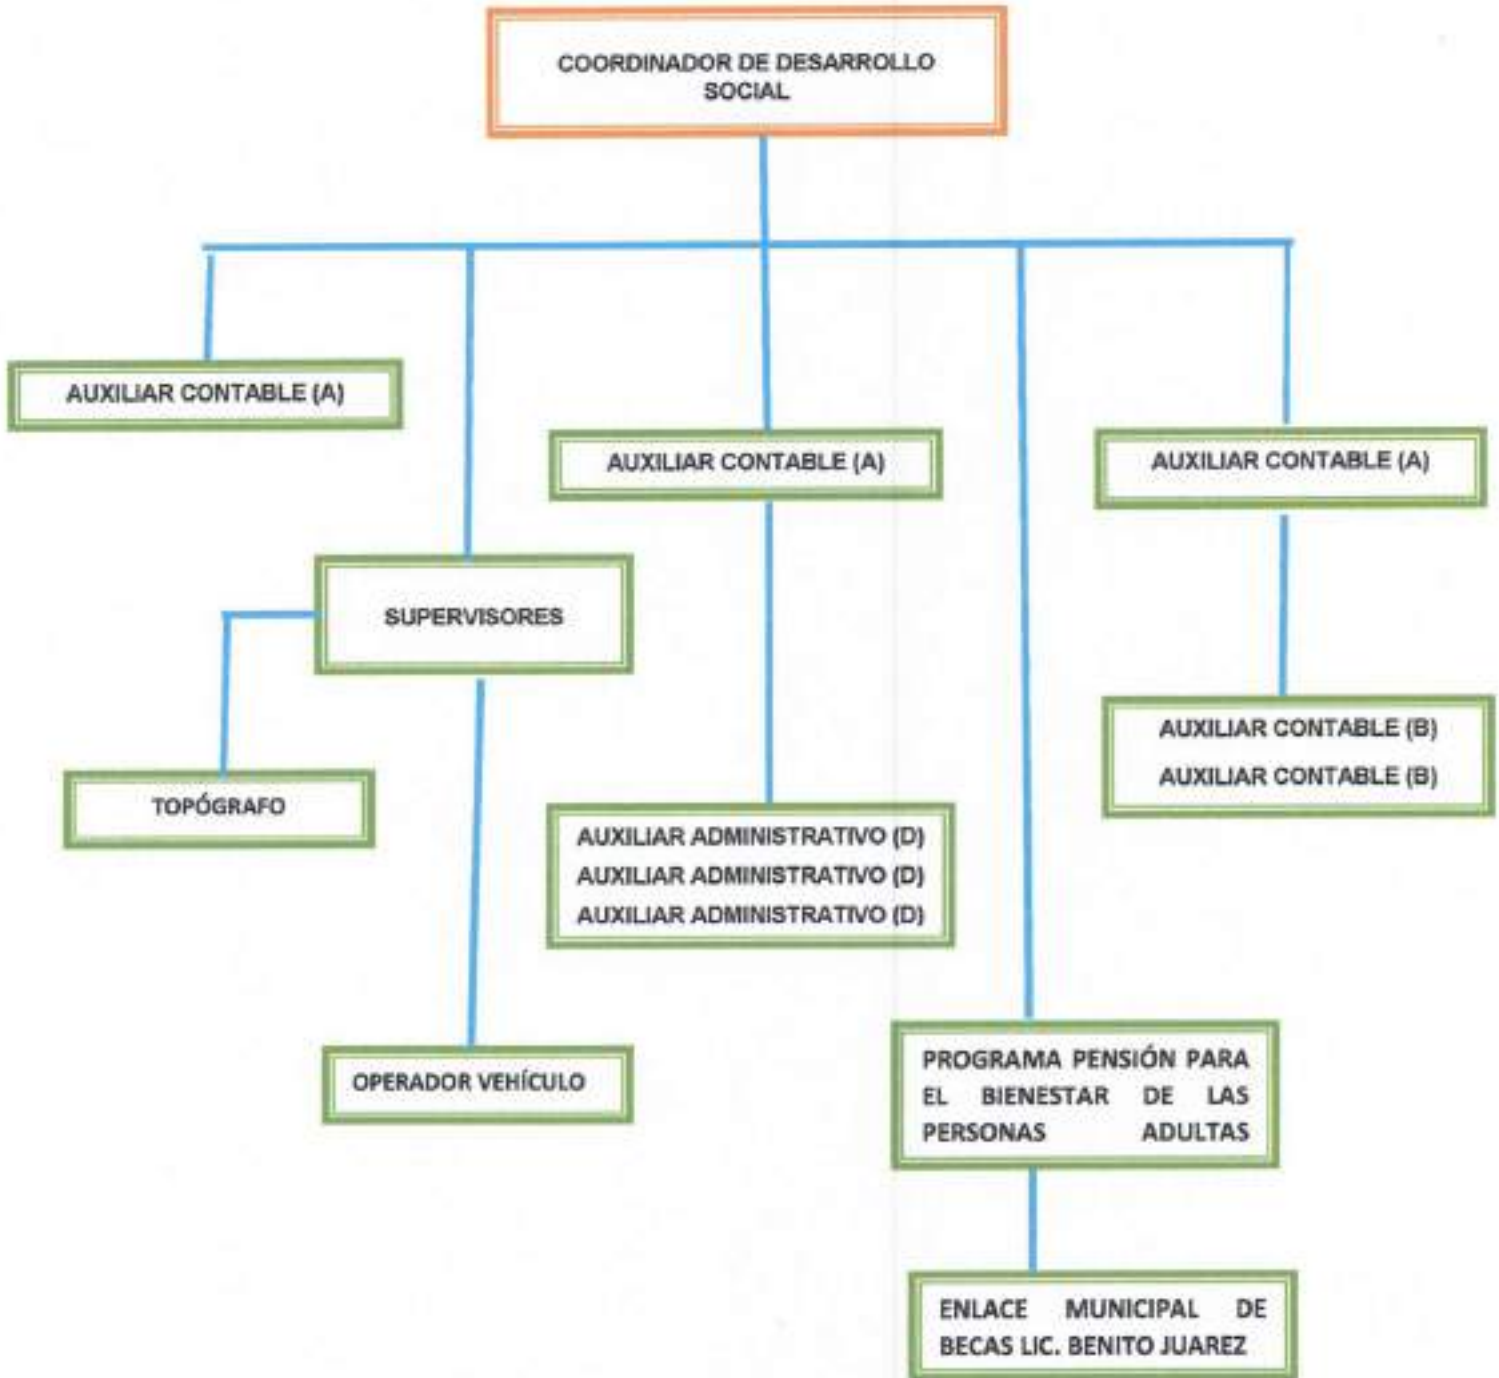 COORDINADOR DE DESARROLLO
SOCIAL
AUXILIAR CONTABLE (A)
AUXILIAR CONTABLE (A)
AUXILIAR CONTABLE (A)
SUPERVISORES
AUXILIAR CONTABLE (B)
AUXILIAR CONTABLE (B)
TOPÓGRAFO
AUXILIAR ADMINISTRATIVO (D)
AUXILIAR ADMINISTRATIVO (D)
AUXILIAR ADMINISTRATIVO (D)
OPERADOR VEHÍCULO
PROGRAMA PENSIÓN PARA
EL BIENESTAR DE LAS
PERSONAS ADULTAS
ENLACE MUNICIPAL DE
BECAS LIC. BENITO JUAREZ